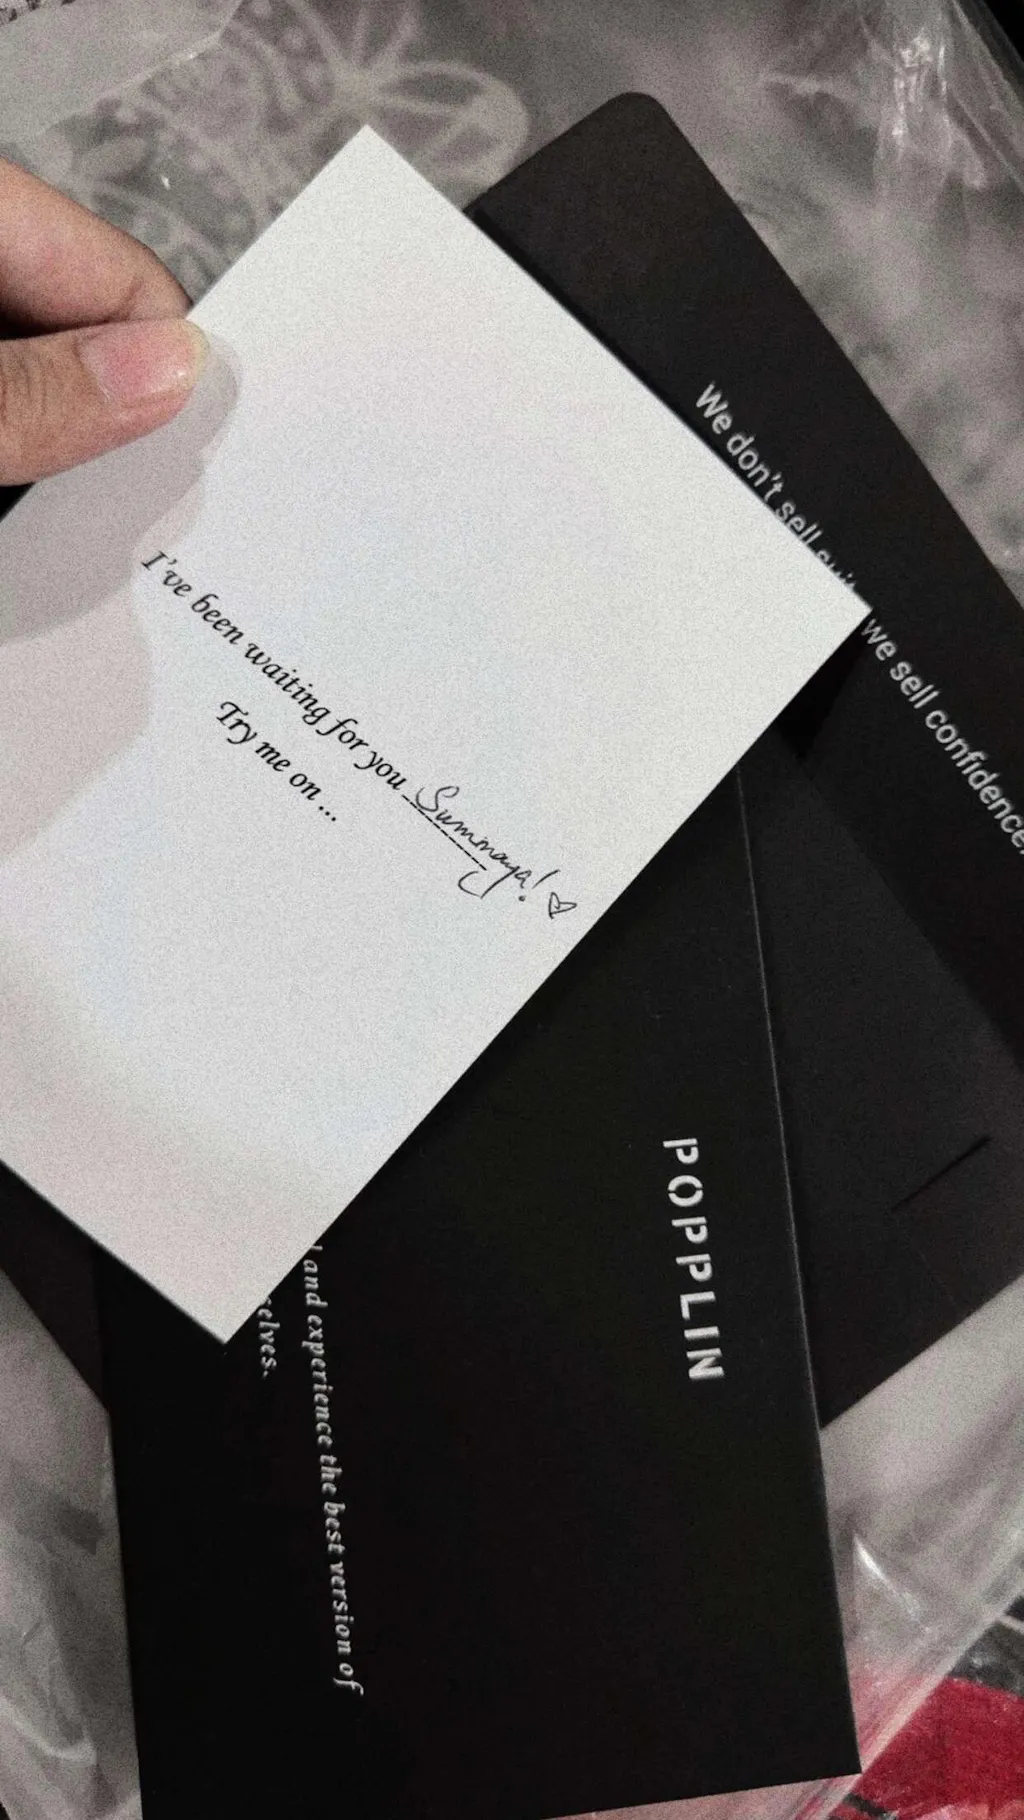 I've been waiting for you Summaya!
Try me on ...
We don't sell we sell confidence.
POPPLIN
and experience the best version of